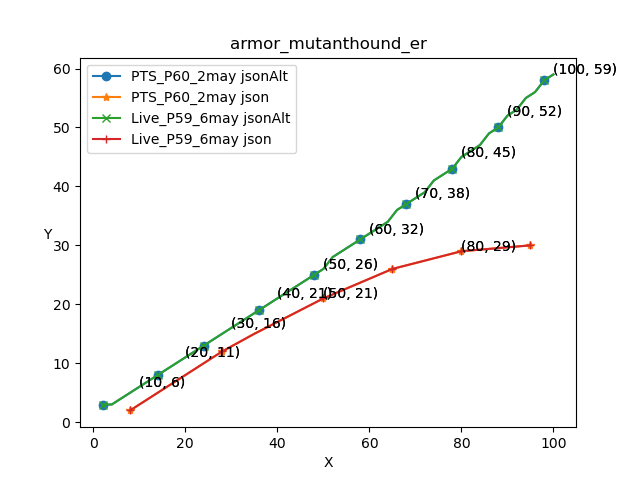 armor_mutanthound_er
PTS_P60_2may jsonAlt
PTS_P60_2may json
Live_P59_6may jsonAlt
Live_P59_6may json
(100, 59)
(90, 52)
(80, 45)
(70, 38)
(60, 32)
(80, 29)
(50, 26)
(40, 21)
(50, 21)
(30, 16)
(20, 11)
(10, 6)
Y
60
50
40
30
20
10
0
0 20 40 60 80 100
X